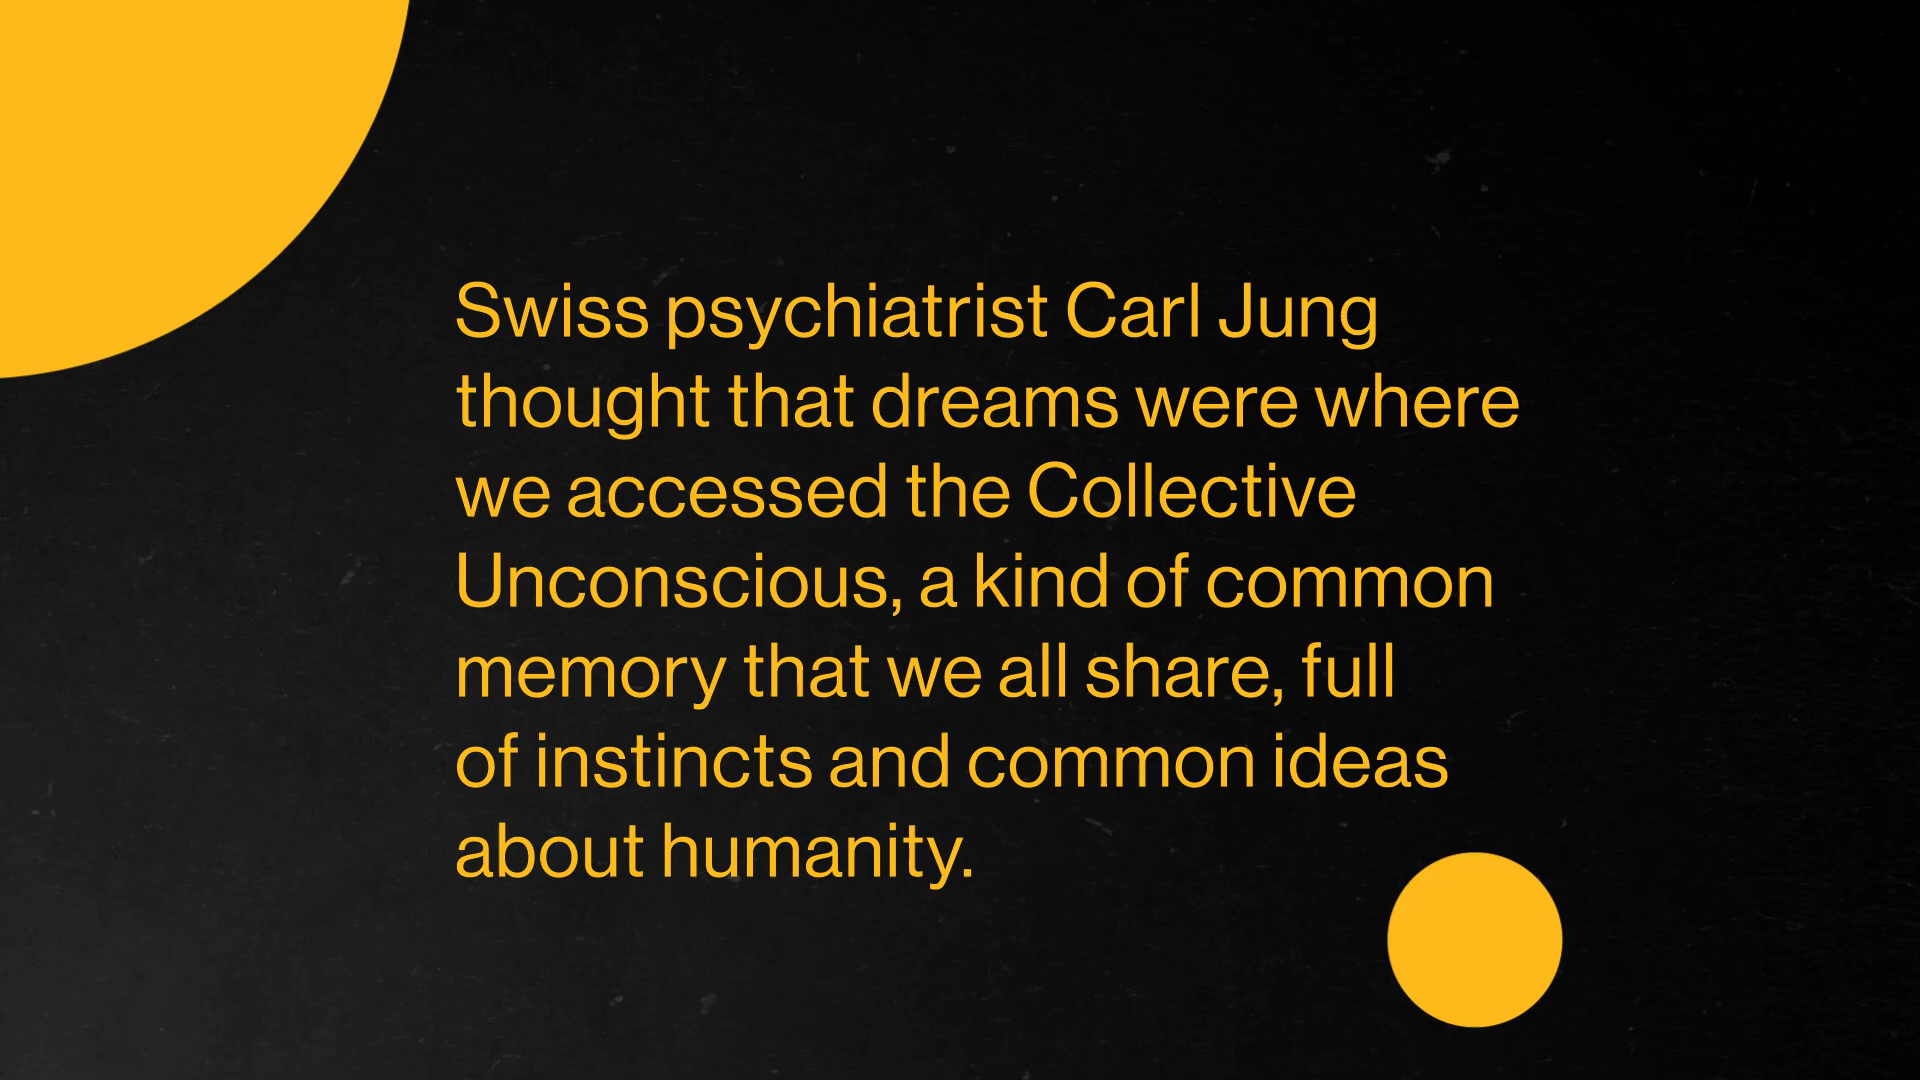 Swiss psychiatrist Carl Jung
thought that dreams were where
we accessed the Collective
Unconscious, a kind of common
memory that we all share, full
of instincts and common ideas
about humanity.